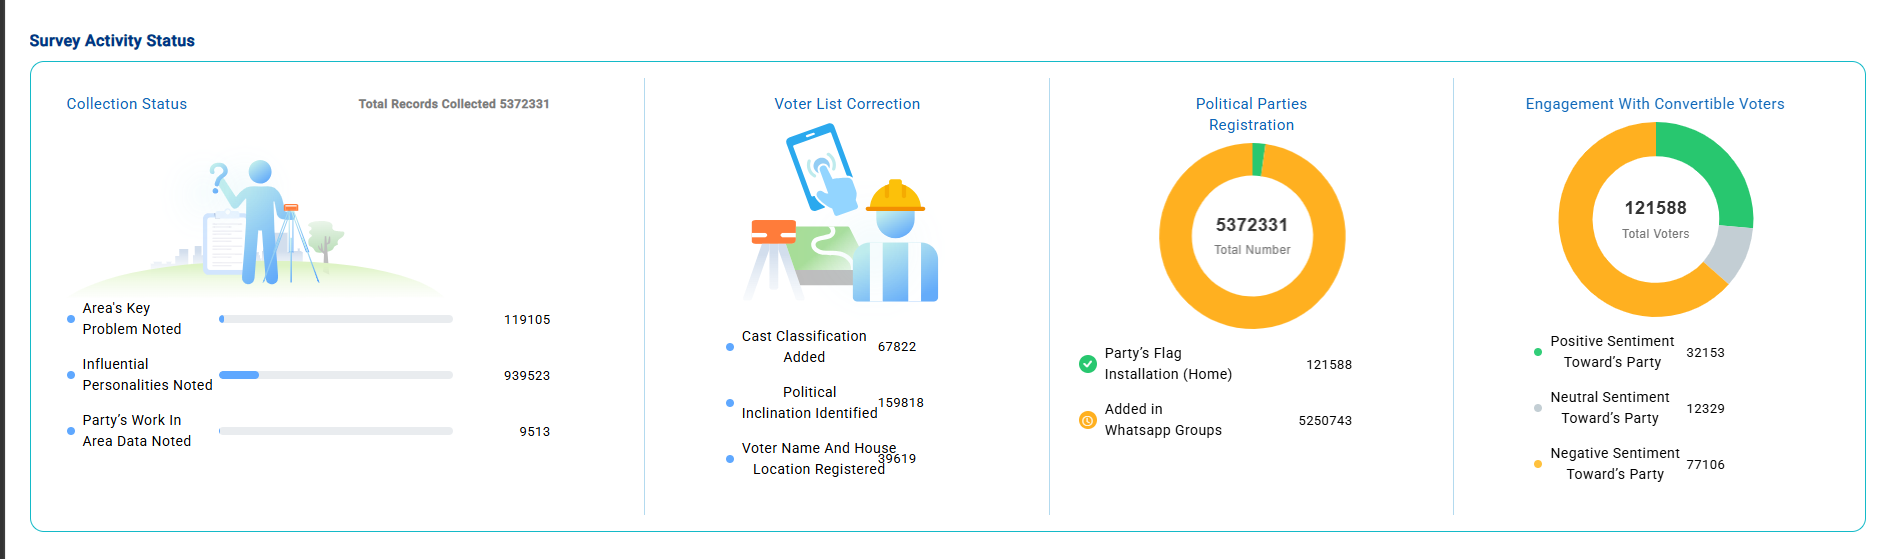 Survey Activity Status
Collection Status
Total Records Collected 5372331
Area's Key
Problem Noted
119105
Influential
Personalities Noted
939523
Party's Work In
Area Data Noted
9513
Voter List Correction
Cast Classification
Added
67822
Political
Inclination Identified
159818
Voter Name And House
Location Registered
39619
Political Parties
Registration
5372331
Total Number
Party's Flag
Installation (Home)
121588
Added in
Whatsapp Groups
5250743
Engagement With Convertible Voters
121588
Total Voters
Positive Sentiment
Toward's Party
32153
Neutral Sentiment
Toward's Party
12329
Negative Sentiment
Toward's Party
77106